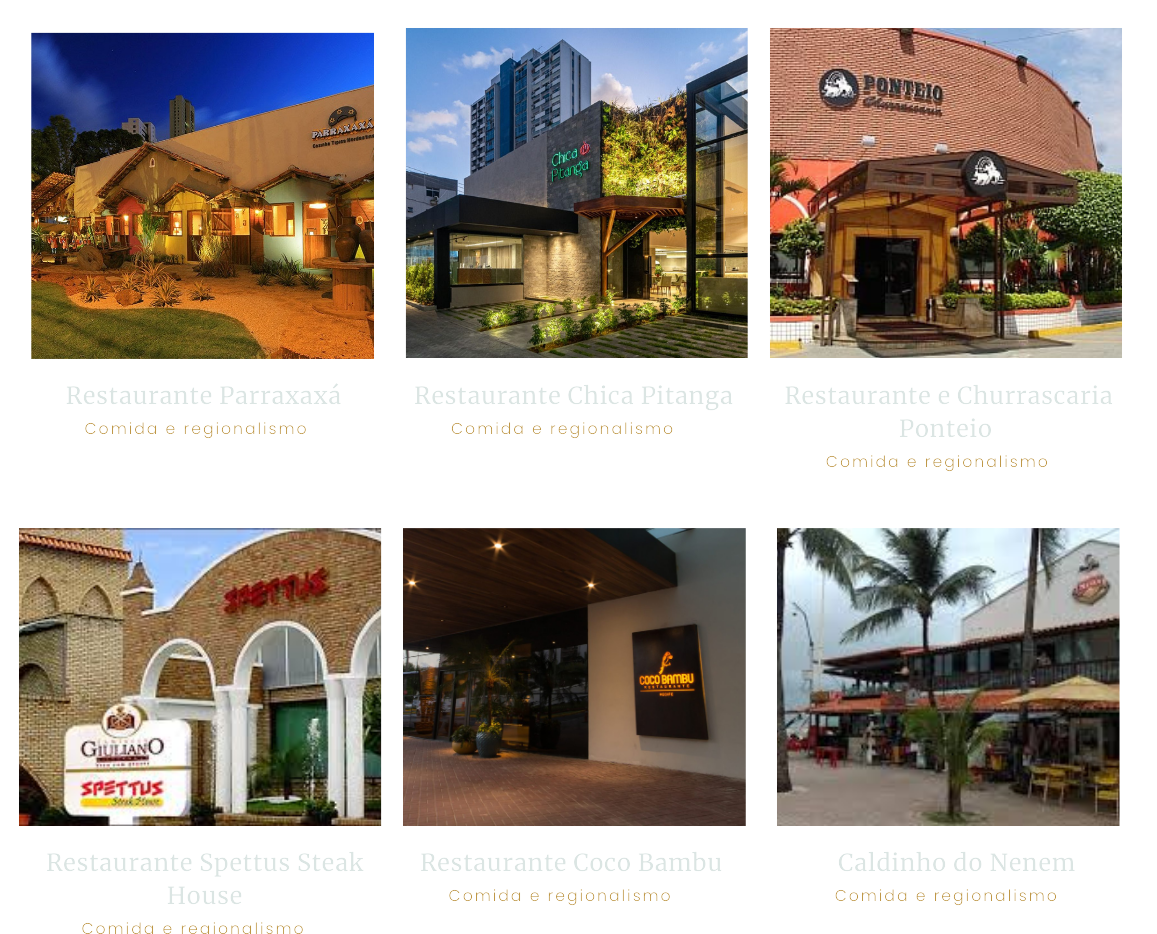 PARRAXAXÁ
Chica
Pitanga
PONTEIO
Churrascaria
Restaurante Parraxaxá
Comida e regionalismo
Restaurante Chica Pitanga
Comida e regionalismo
Restaurante e Churrascaria
Ponteio
Comida e regionalismo
SPETTUS
GIULIANO
SPETTUS
Steak House
COCO BAMBU
RESTAURANTE
RECIFE
Restaurante Spettus Steak
House
Comida e regionalismo
Restaurante Coco Bambu
Comida e regionalismo
Caldinho do Nenem
Comida e regionalismo